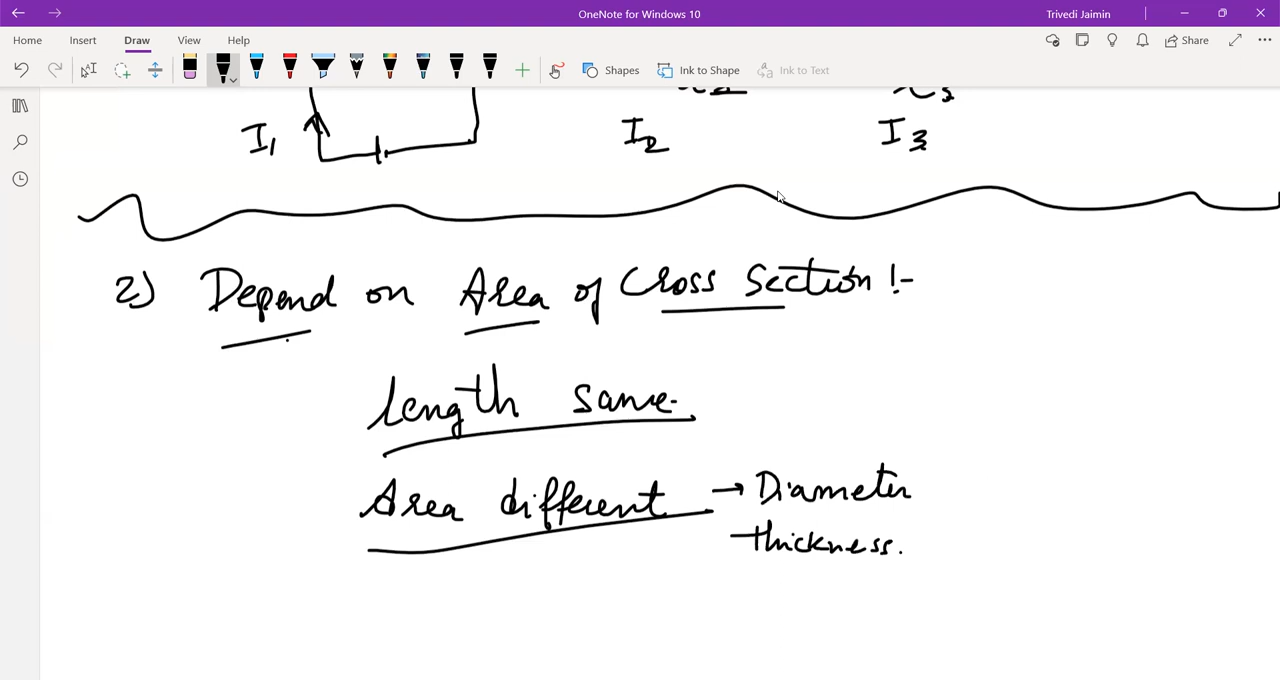 OneNote for Windows 10
Trivedi Jaimin
Home Insert Draw View Help
Share
Shapes Ink to Shape Ink to Text
I1 I2 I3
2) Depend on Area of Cross Section :-
length same.
Area different → Diameter
thickness.